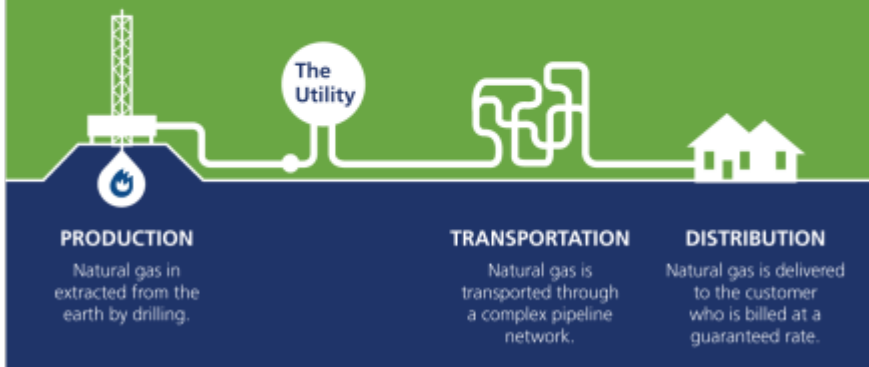 The
Utility
PRODUCTION
Natural gas in
extracted from the
earth by drilling.
TRANSPORTATION
Natural gas is
transported through
a complex pipeline
network.
DISTRIBUTION
Natural gas is delivered
to the customer
who is billed at a
guaranteed rate.